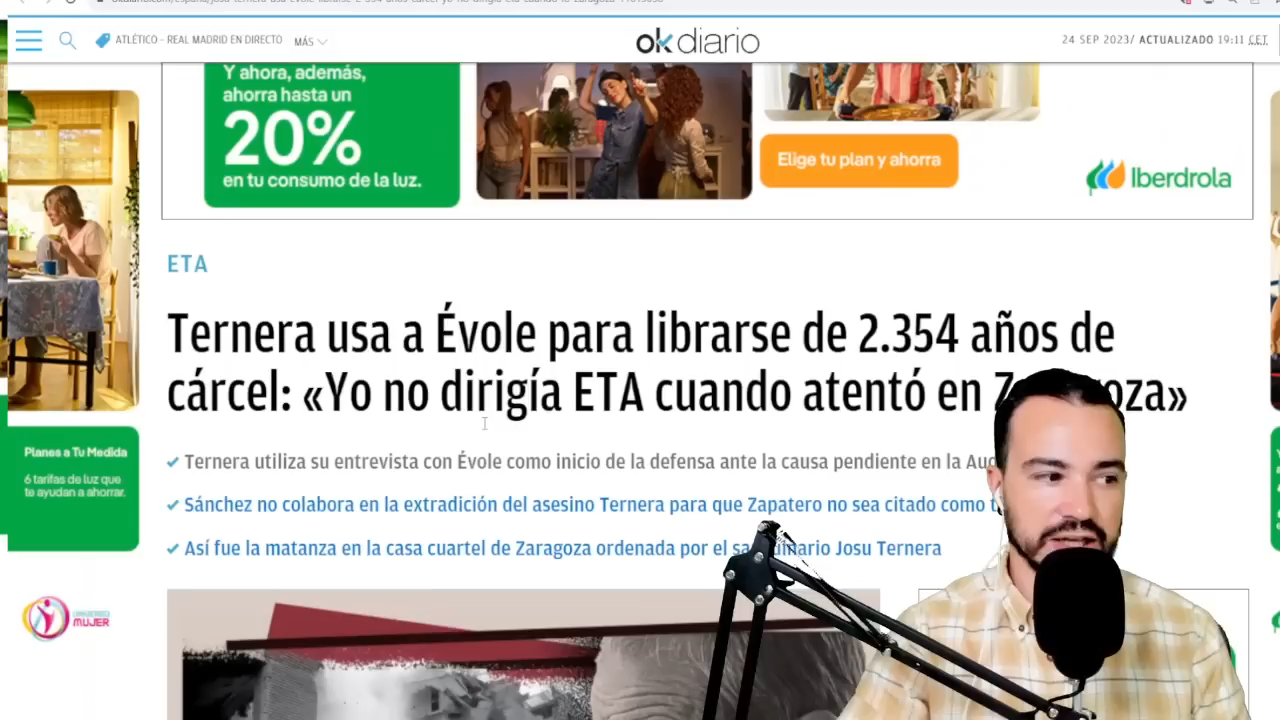 ATLÉTICO – REAL MADRID EN DIRECTO
MÁS
okdiario
24 SEP 2023/ ACTUALIZADO 19:11 CET
Y ahora, además,
ahorra hasta un
20%
en tu consumo de la luz.
Elige tu plan y ahorra
Iberdrola
ETA
Ternera usa a Évole para librarse de 2.354 años de
cárcel: «Yo no dirigía ETA cuando atentó en
Planes a Tu Medida
6 tarifas de luz que
te ayudan a ahorrar.
Ternera utiliza su entrevista con Évole como inicio de la defensa ante la causa pendiente en la
Sánchez no colabora en la extradición del asesino Ternera para que Zapatero no sea citado como
Así fue la matanza en la casa cuartel de Zaragoza ordenada por el Josu Ternera
MUJER